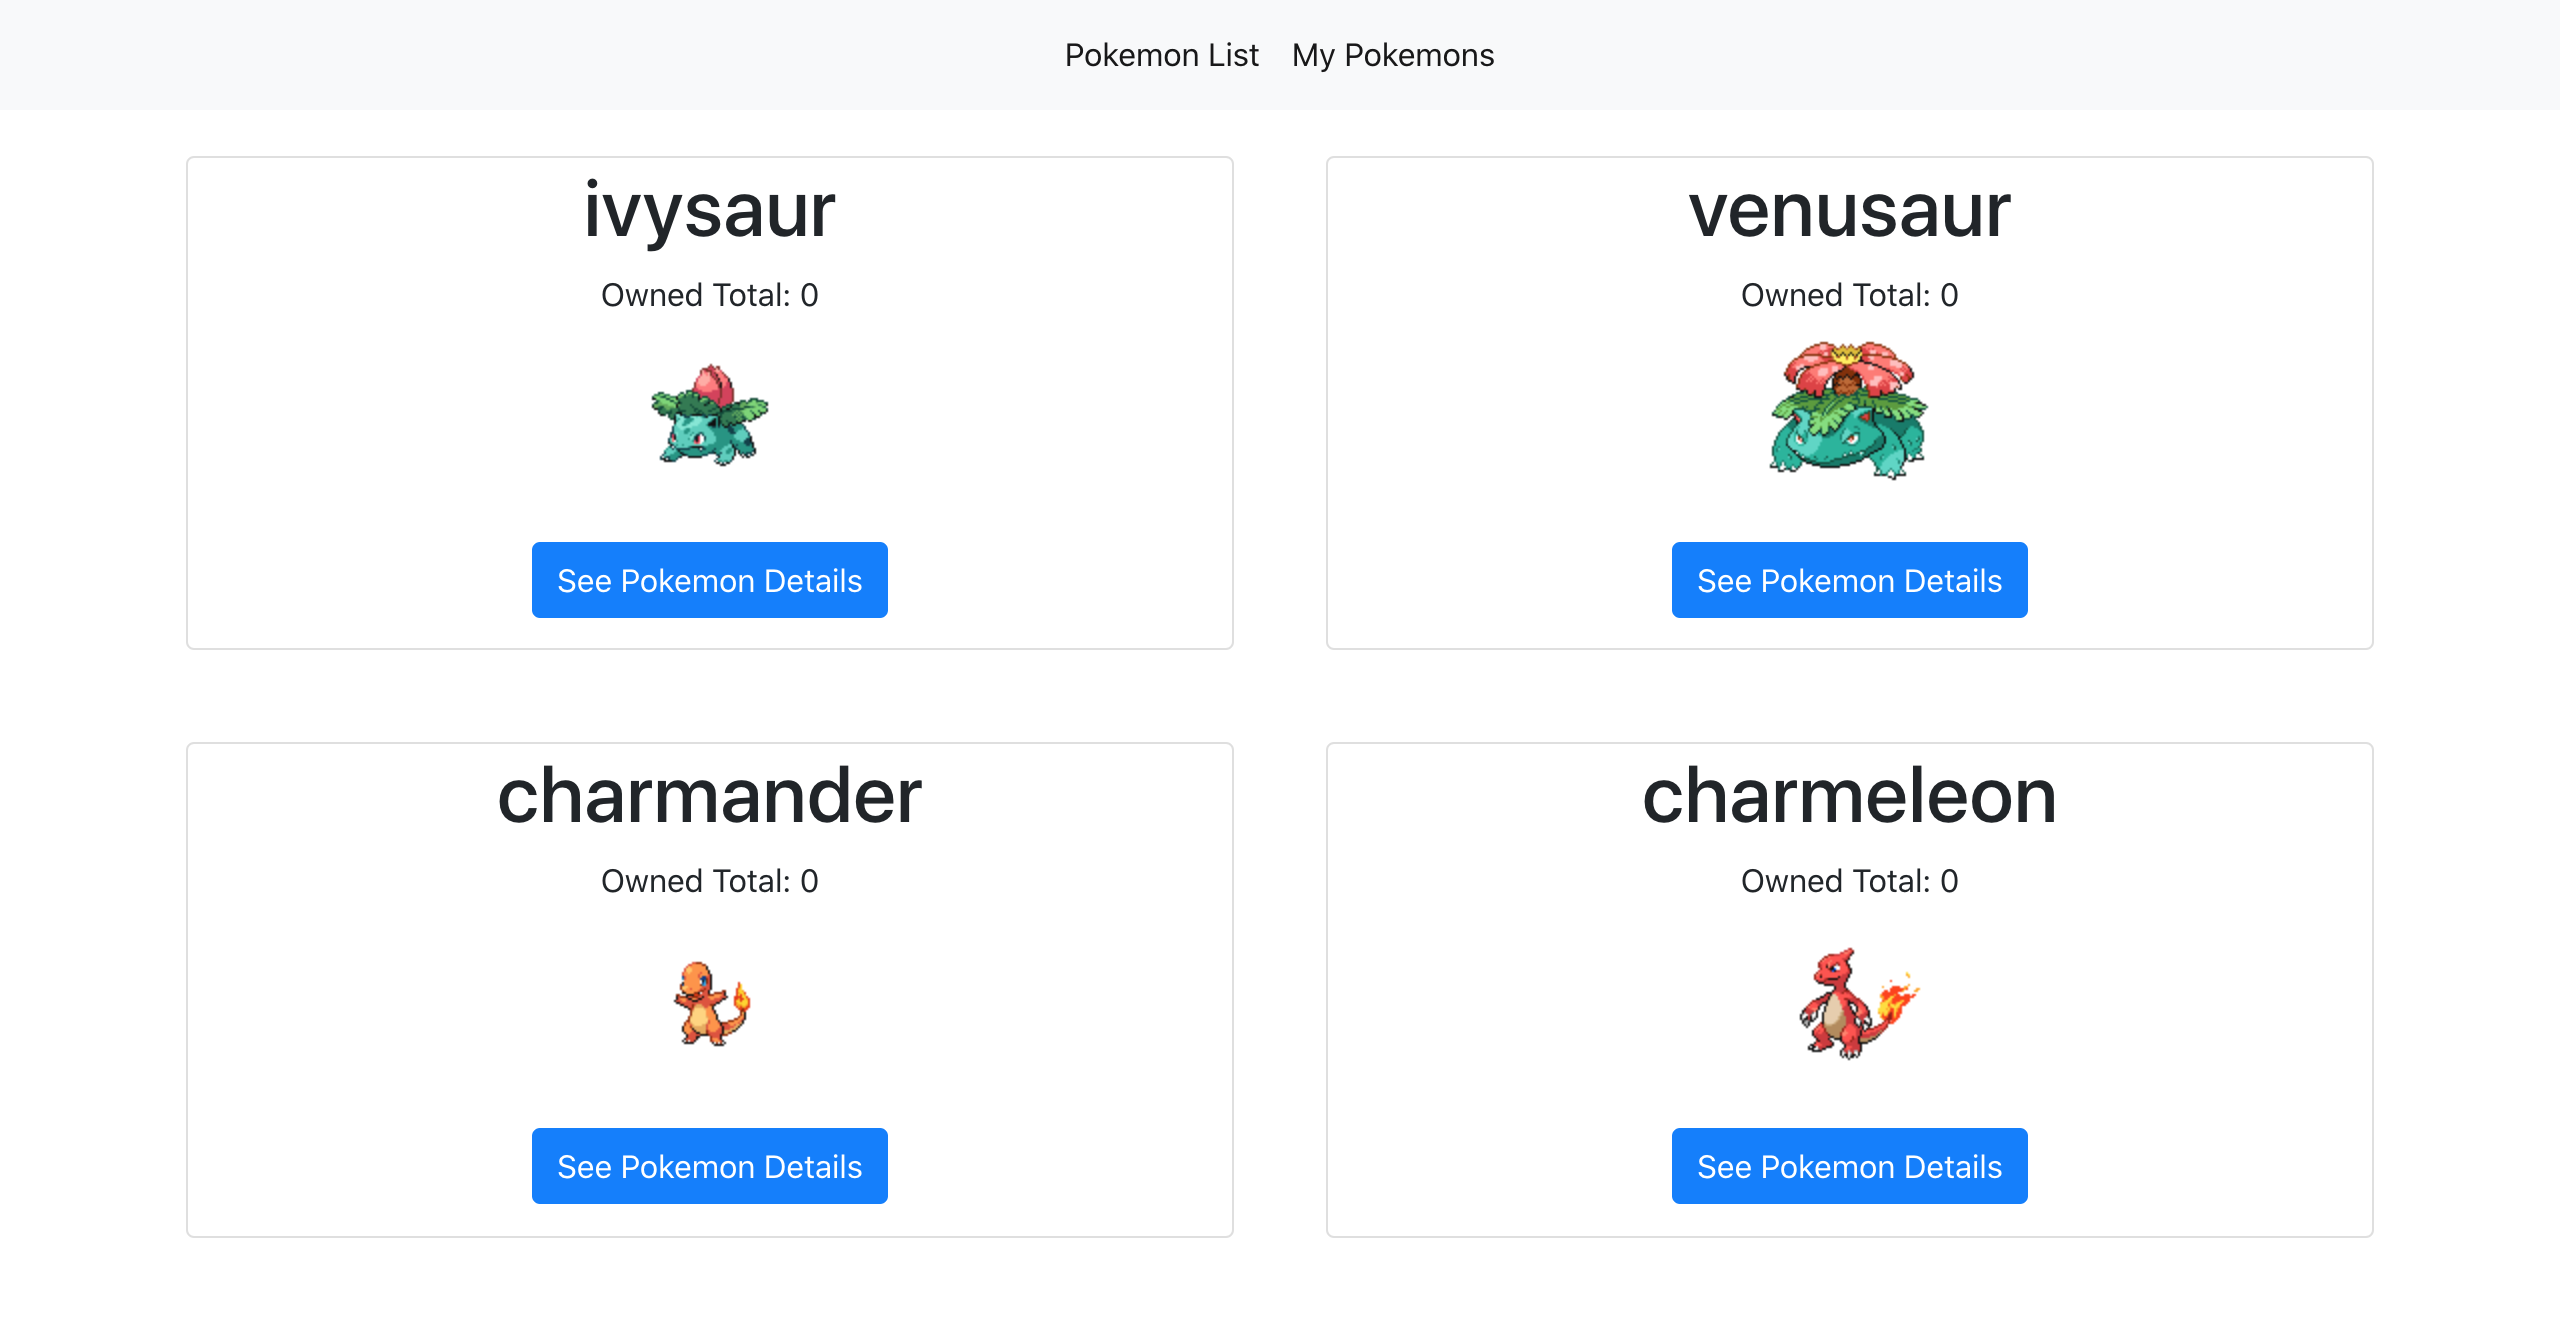 Pokemon List My Pokemons
ivysaur
Owned Total: 0
See Pokemon Details
venusaur
Owned Total: 0
See Pokemon Details
charmander
Owned Total: 0
See Pokemon Details
charmeleon
Owned Total: 0
See Pokemon Details